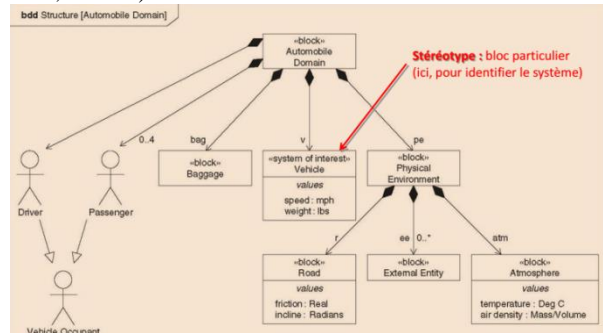 bdd Structure [Automobile Domain]
«block»
Automobile
Domain
Stéréotype : bloc particulier
(ici, pour identifier le système)
0..4
bag
v
pe
«block»
Baggage
«system of interest»
Vehicle
values
speed : mph
weight : lbs
«block»
Physical
Environment
Driver
Passenger
r
ee
0..*
atm
«block»
Road
values
friction : Real
incline : Radians
«block»
External Entity
«block»
Atmosphere
values
temperature : Deg C
air density : Mass/Volume
Vehicle Occupant